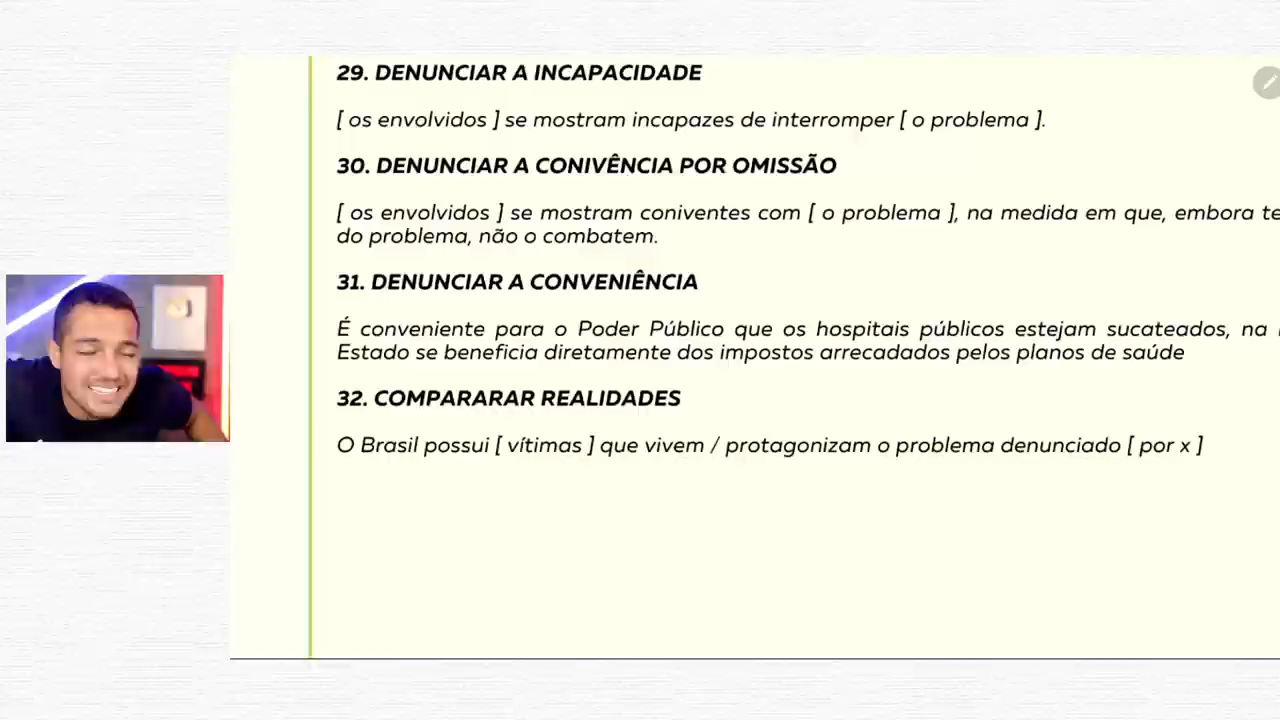 29. DENUNCIAR A INCAPACIDADE
[ os envolvidos ] se mostram incapazes de interromper [ o problema ].
30. DENUNCIAR A CONIVÊNCIA POR OMISSÃO
[ os envolvidos ] se mostram coniventes com [ o problema ], na medida em que, embora
do problema, não o combatem.
31. DENUNCIAR A CONVENIÊNCIA
É conveniente para o Poder Público que os hospitais públicos estejam sucateados, na
Estado se beneficia diretamente dos impostos arrecadados pelos planos de saúde
32. COMPARARAR REALIDADES
O Brasil possui [ vítimas ] que vivem / protagonizam o problema denunciado [ por x ]